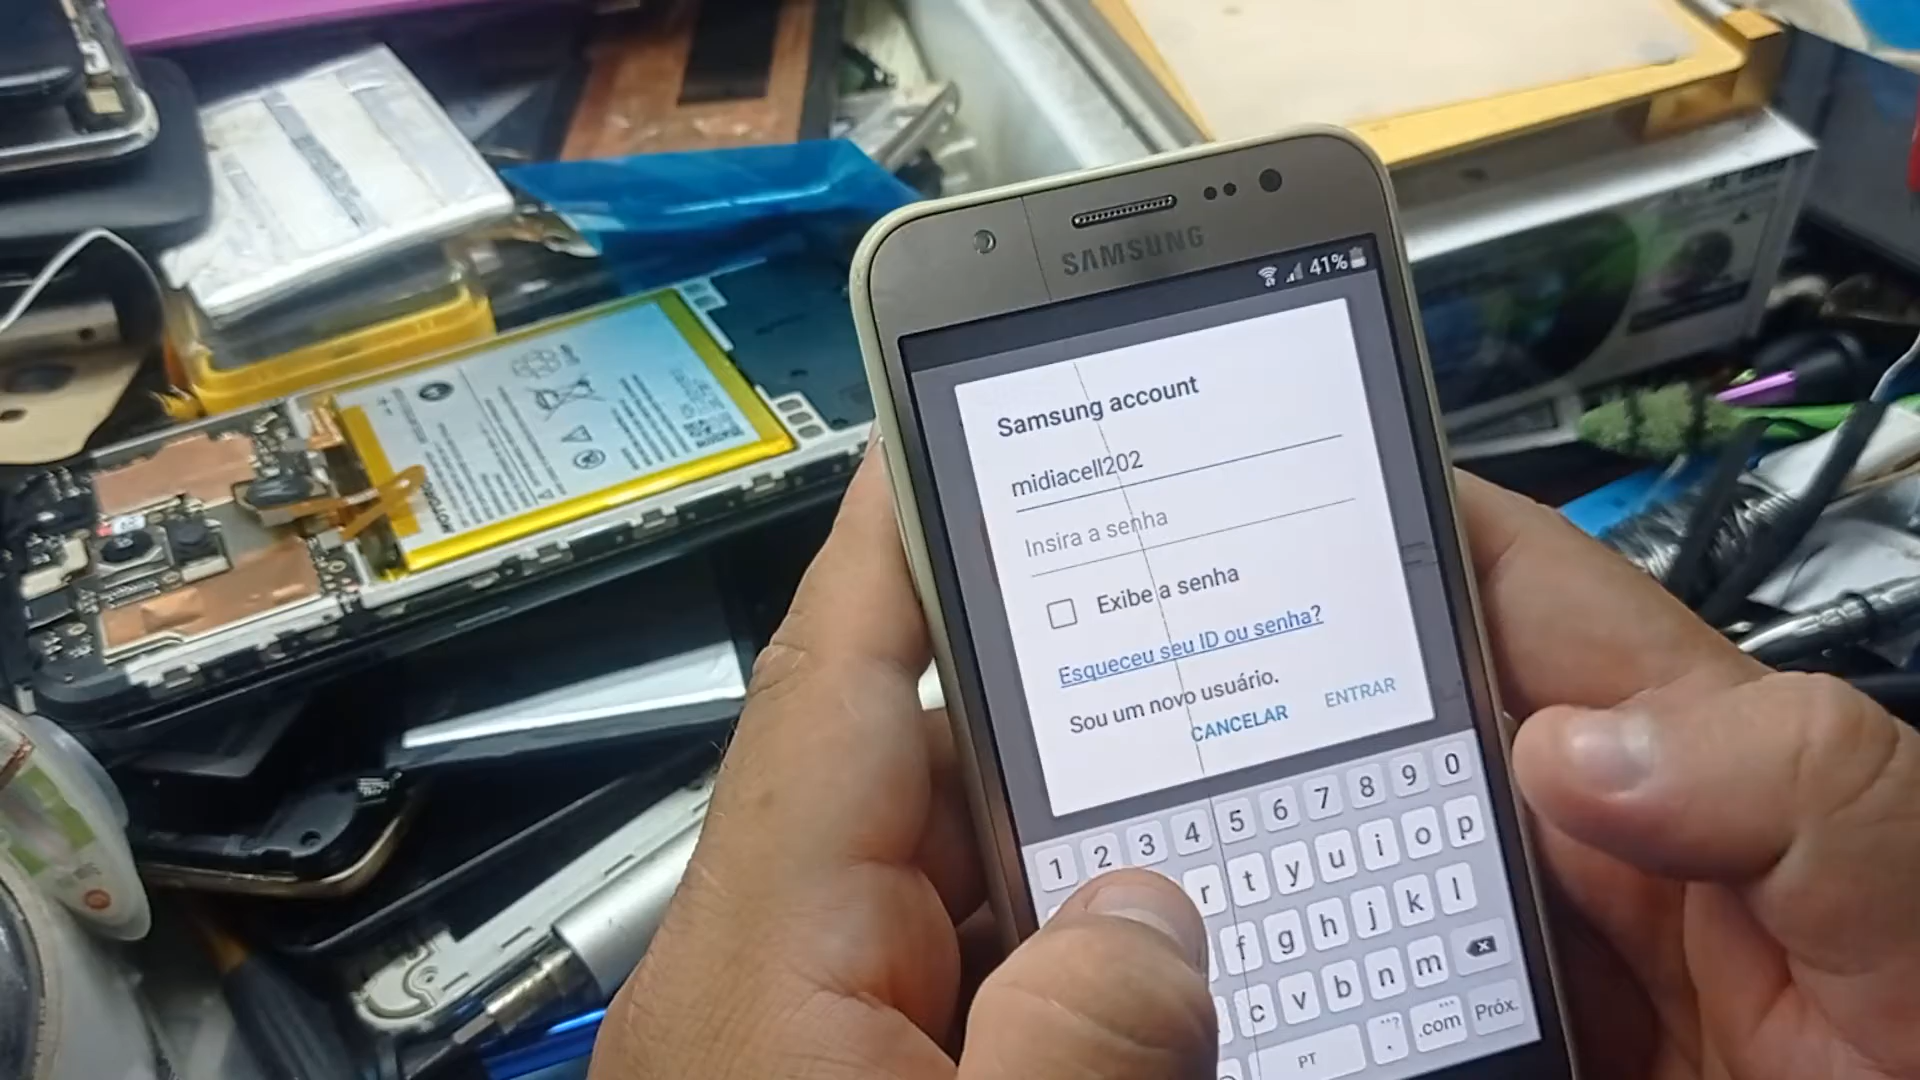 SAMSUNG
41%
Samsung account
midiacell202
Insira a senha
Exibe a senha
Esqueceu seu ID ou senha?
Sou um novo usuário.
CANCELAR
ENTRAR
1 2 3 4 5 6 7 8 9 0
r t y u i o p
f g h j k l
c v b n m
PT . .com Próx.